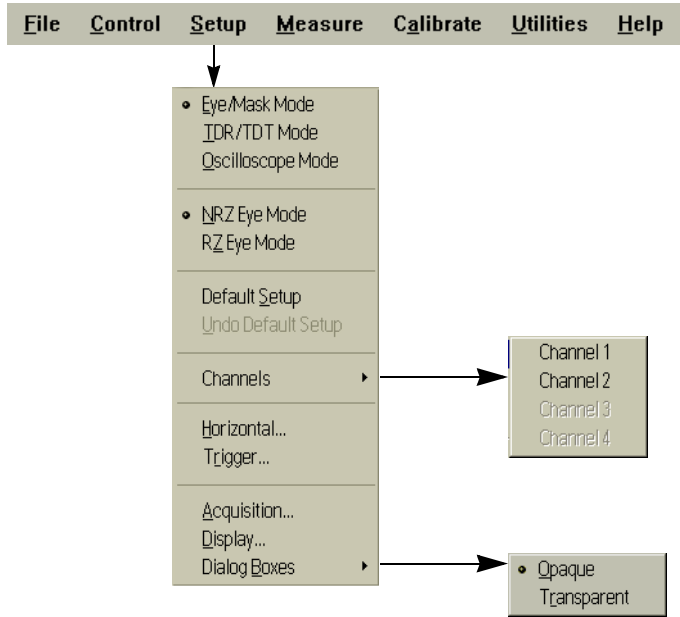 File Control Setup Measure Calibrate Utilities Help
Eye/Mask Mode
TDR/TDT Mode
Oscilloscope Mode
NRZ Eye Mode
RZ Eye Mode
Default Setup
Undo Default Setup
Channels
Channel 1
Channel 2
Channel 3
Channel 4
Horizontal...
Trigger...
Acquisition...
Display...
Dialog Boxes
Opaque
Transparent